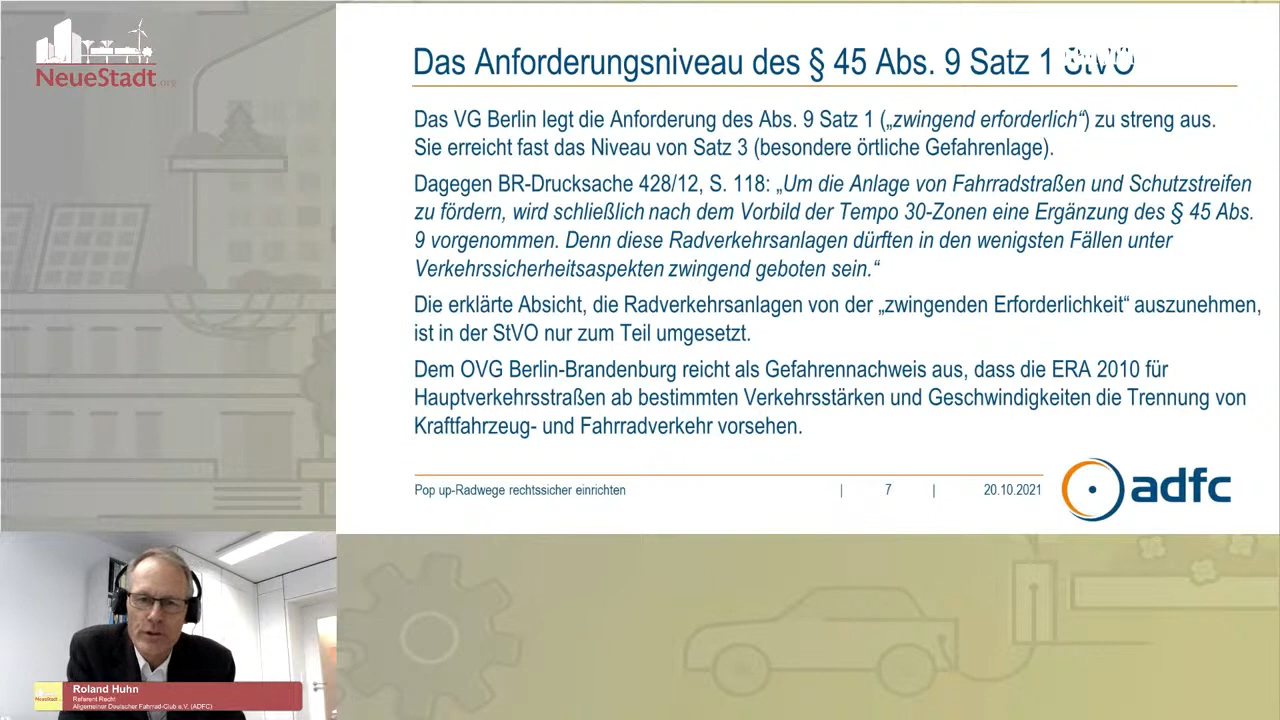 NeueStadt.org
Das Anforderungsniveau des § 45 Abs. 9 Satz 1 StVO
Das VG Berlin legt die Anforderung des Abs. 9 Satz 1 („zwingend erforderlich“) zu streng aus.
Sie erreicht fast das Niveau von Satz 3 (besondere örtliche Gefahrenlage).
Dagegen BR-Drucksache 428/12, S. 118: „Um die Anlage von Fahrradstraßen und Schutzstreifen
zu fördern, wird schließlich nach dem Vorbild der Tempo 30-Zonen eine Ergänzung des § 45 Abs.
9 vorgenommen. Denn diese Radverkehrsanlagen dürften in den wenigsten Fällen unter
Verkehrssicherheitsaspekten zwingend geboten sein.“
Die erklärte Absicht, die Radverkehrsanlagen von der „zwingenden Erforderlichkeit“ auszunehmen,
ist in der StVO nur zum Teil umgesetzt.
Dem OVG Berlin-Brandenburg reicht als Gefahrennachweis aus, dass die ERA 2010 für
Hauptverkehrsstraßen ab bestimmten Verkehrsstärken und Geschwindigkeiten die Trennung von
Kraftfahrzeug- und Fahrradverkehr vorsehen.
Pop up-Radwege rechtssicher einrichten | 7 | 20.10.2021
adfc
Roland Huhn
Referent Recht
Allgemeiner Deutscher Fahrrad-Club e.V. (ADFC)